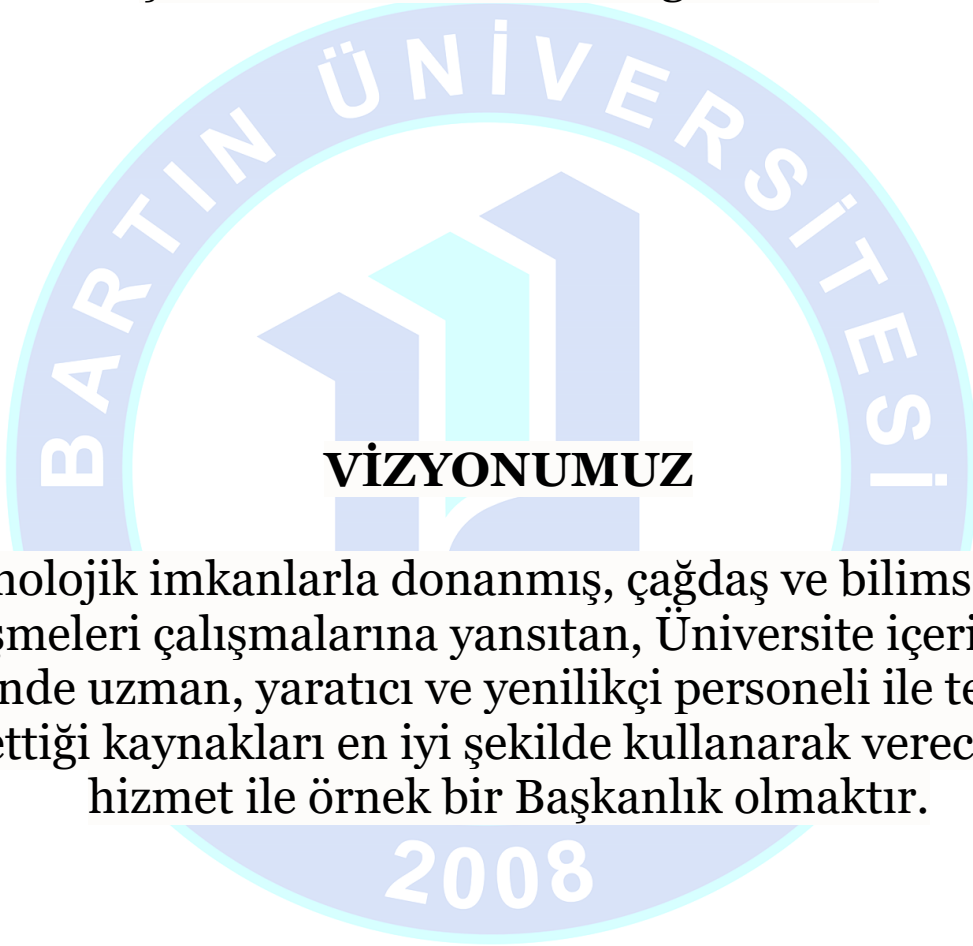 BARTIN ÜNİVERSİTESİ
VİZYONUMUZ
nolojik imkanlarla donanmış, çağdaş ve bilims
şmeleri çalışmalarına yansıtan, Üniversite içeri
nde uzman, yaratıcı ve yenilikçi personeli ile te
ettiği kaynakları en iyi şekilde kullanarak verec
hizmet ile örnek bir Başkanlık olmaktır.
2008